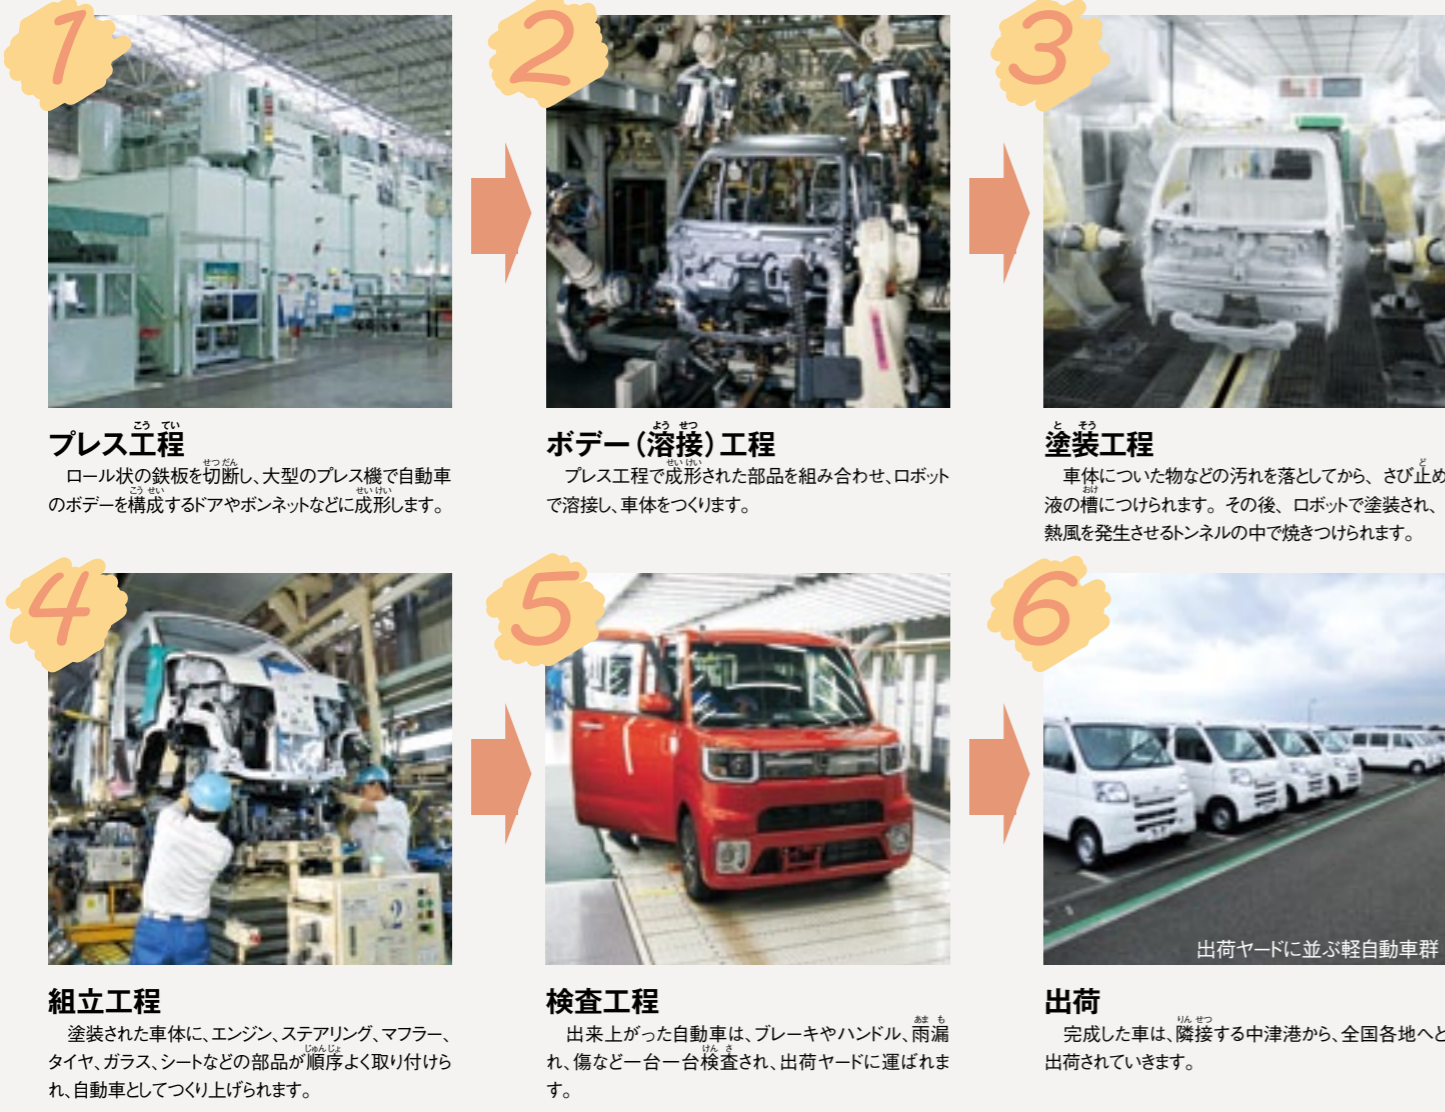 1
2
3
プレス工程
ロール状の鉄板を切断し、大型のプレス機で自動車
のボデーを構成するドアやボンネットなどに成形します。
ボデー（溶接）工程
プレス工程で成形された部品を組み合わせ、ロボット
で溶接し、車体をつくります。
塗装工程
車体についた物などの汚れを落としてから、さび止め
液の槽につけられます。その後、ロボットで塗装され、
熱風を発生させるトンネルの中で焼きつけられます。
4
5
6
2
出荷ヤードに並ぶ軽自動車群
組立工程
塗装された車体に、エンジン、ステアリング、マフラー、
タイヤ、ガラス、シートなどの部品が順序よく取り付けら
れ、自動車としてつくり上げられます。
検査工程
出来上がった自動車は、ブレーキやハンドル、雨漏
れ、傷など一台一台検査され、出荷ヤードに運ばれま
す。
出荷
完成した車は、隣接する中津港から、全国各地へと
出荷されていきます。